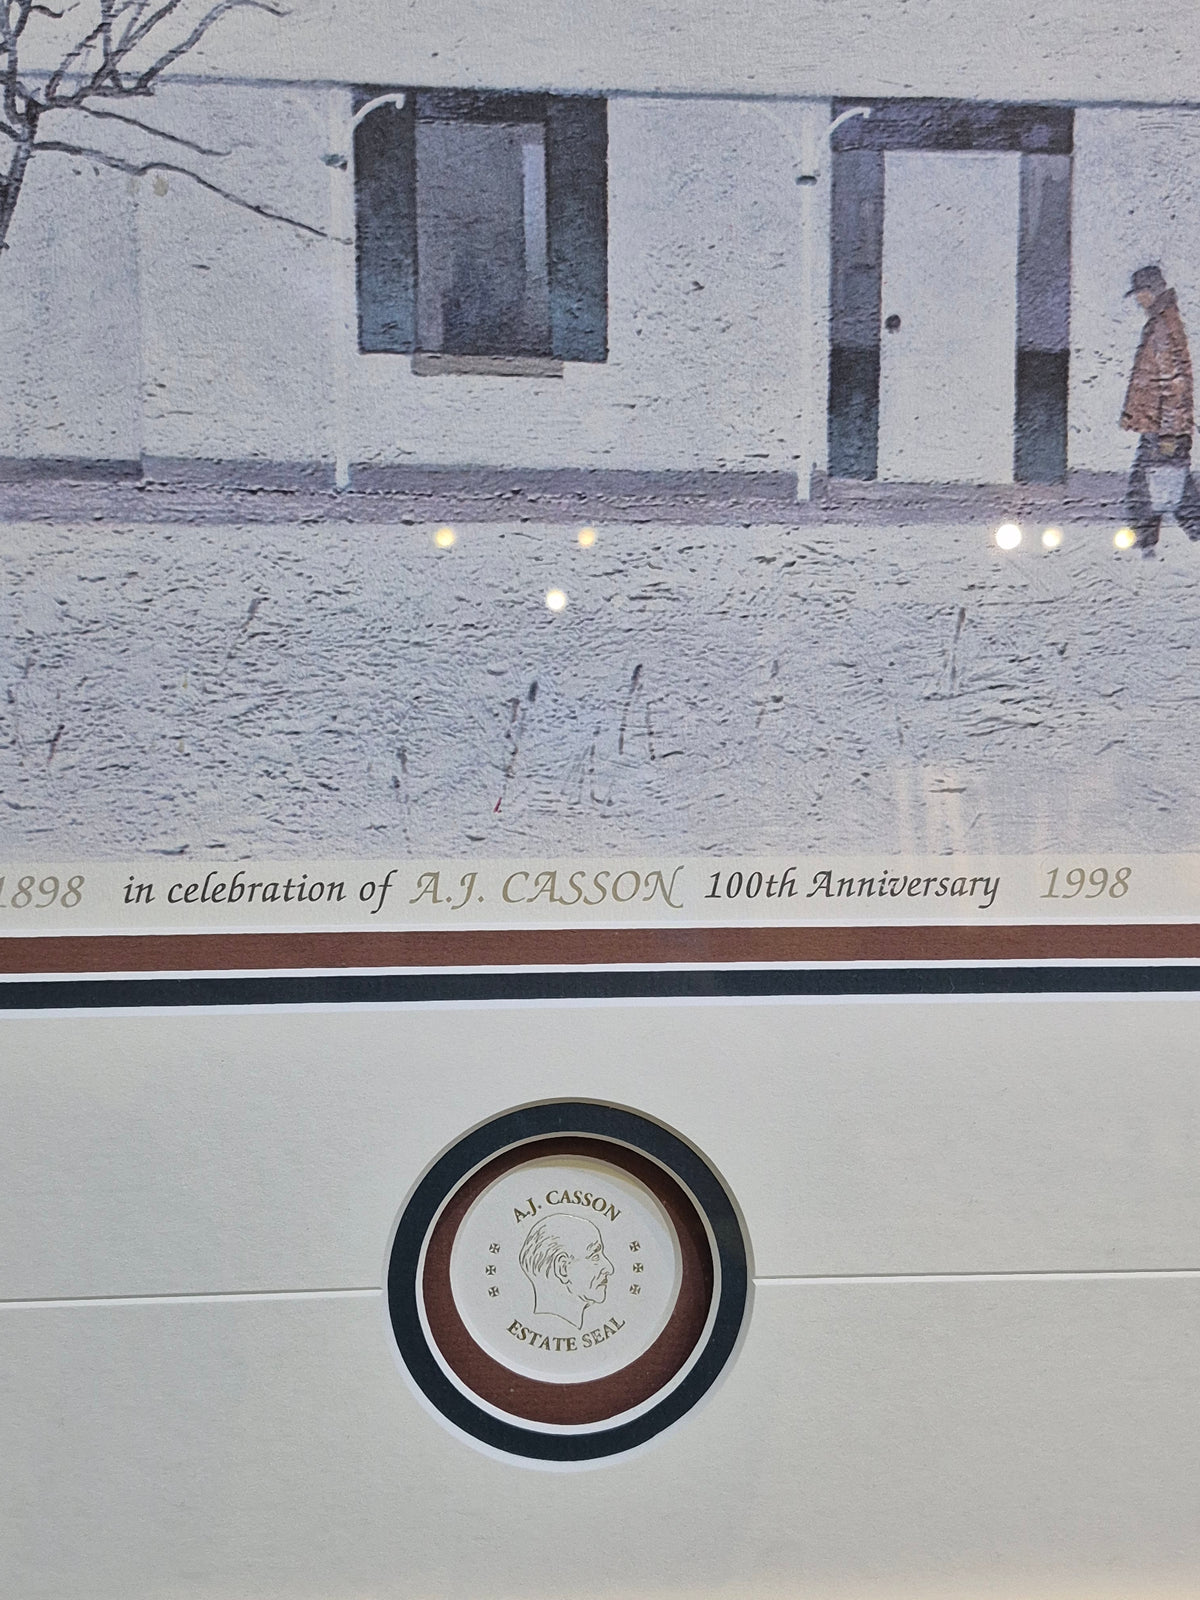 1898 in celebration of A.J. CASSON 100th Anniversary 1998
A.J. CASSON
ESTATE SEAL